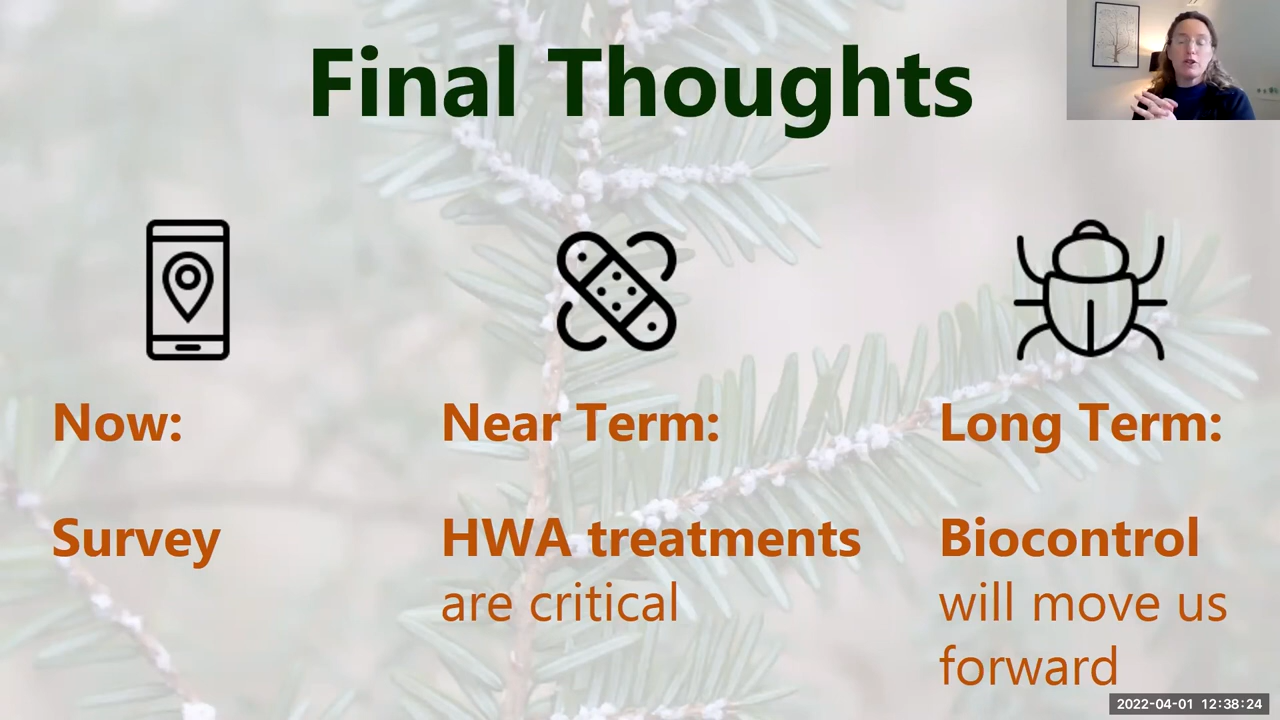 Final Thoughts
Now:
Survey
Near Term:
HWA treatments
are critical
Long Term:
Biocontrol
will move us
forward
2022-04-01 12:38:24